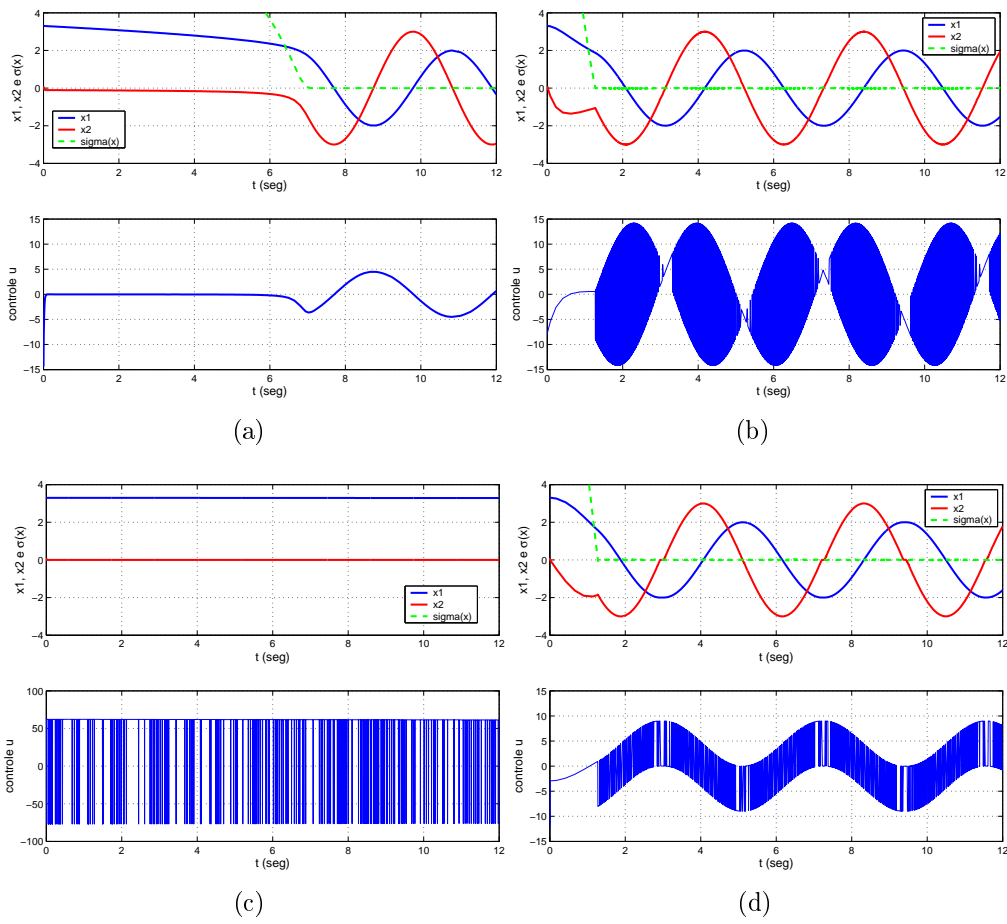 x1, x2 e σ(x)
4
2
0
−2
−4
x1
x2
sigma(x)
0 2 4 6 8 10 12
t (seg)
controle u
15
10
5
0
−5
−10
−15
0 2 4 6 8 10 12
t (seg)
(a)
x1, x2 e σ(x)
4
2
0
−2
−4
x1
x2
sigma(x)
0 2 4 6 8 10 12
t (seg)
controle u
15
10
5
0
−5
−10
−15
0 2 4 6 8 10 12
t (seg)
(b)
x1, x2 e σ(x)
4
2
0
−2
−4
x1
x2
sigma(x)
0 2 4 6 8 10 12
t (seg)
controle u
100
50
0
−50
−100
0 2 4 6 8 10 12
t (seg)
(c)
x1, x2 e σ(x)
4
2
0
−2
−4
x1
x2
sigma(x)
0 2 4 6 8 10 12
t (seg)
controle u
15
10
5
0
−5
−10
−15
0 2 4 6 8 10 12
t (seg)
(d)